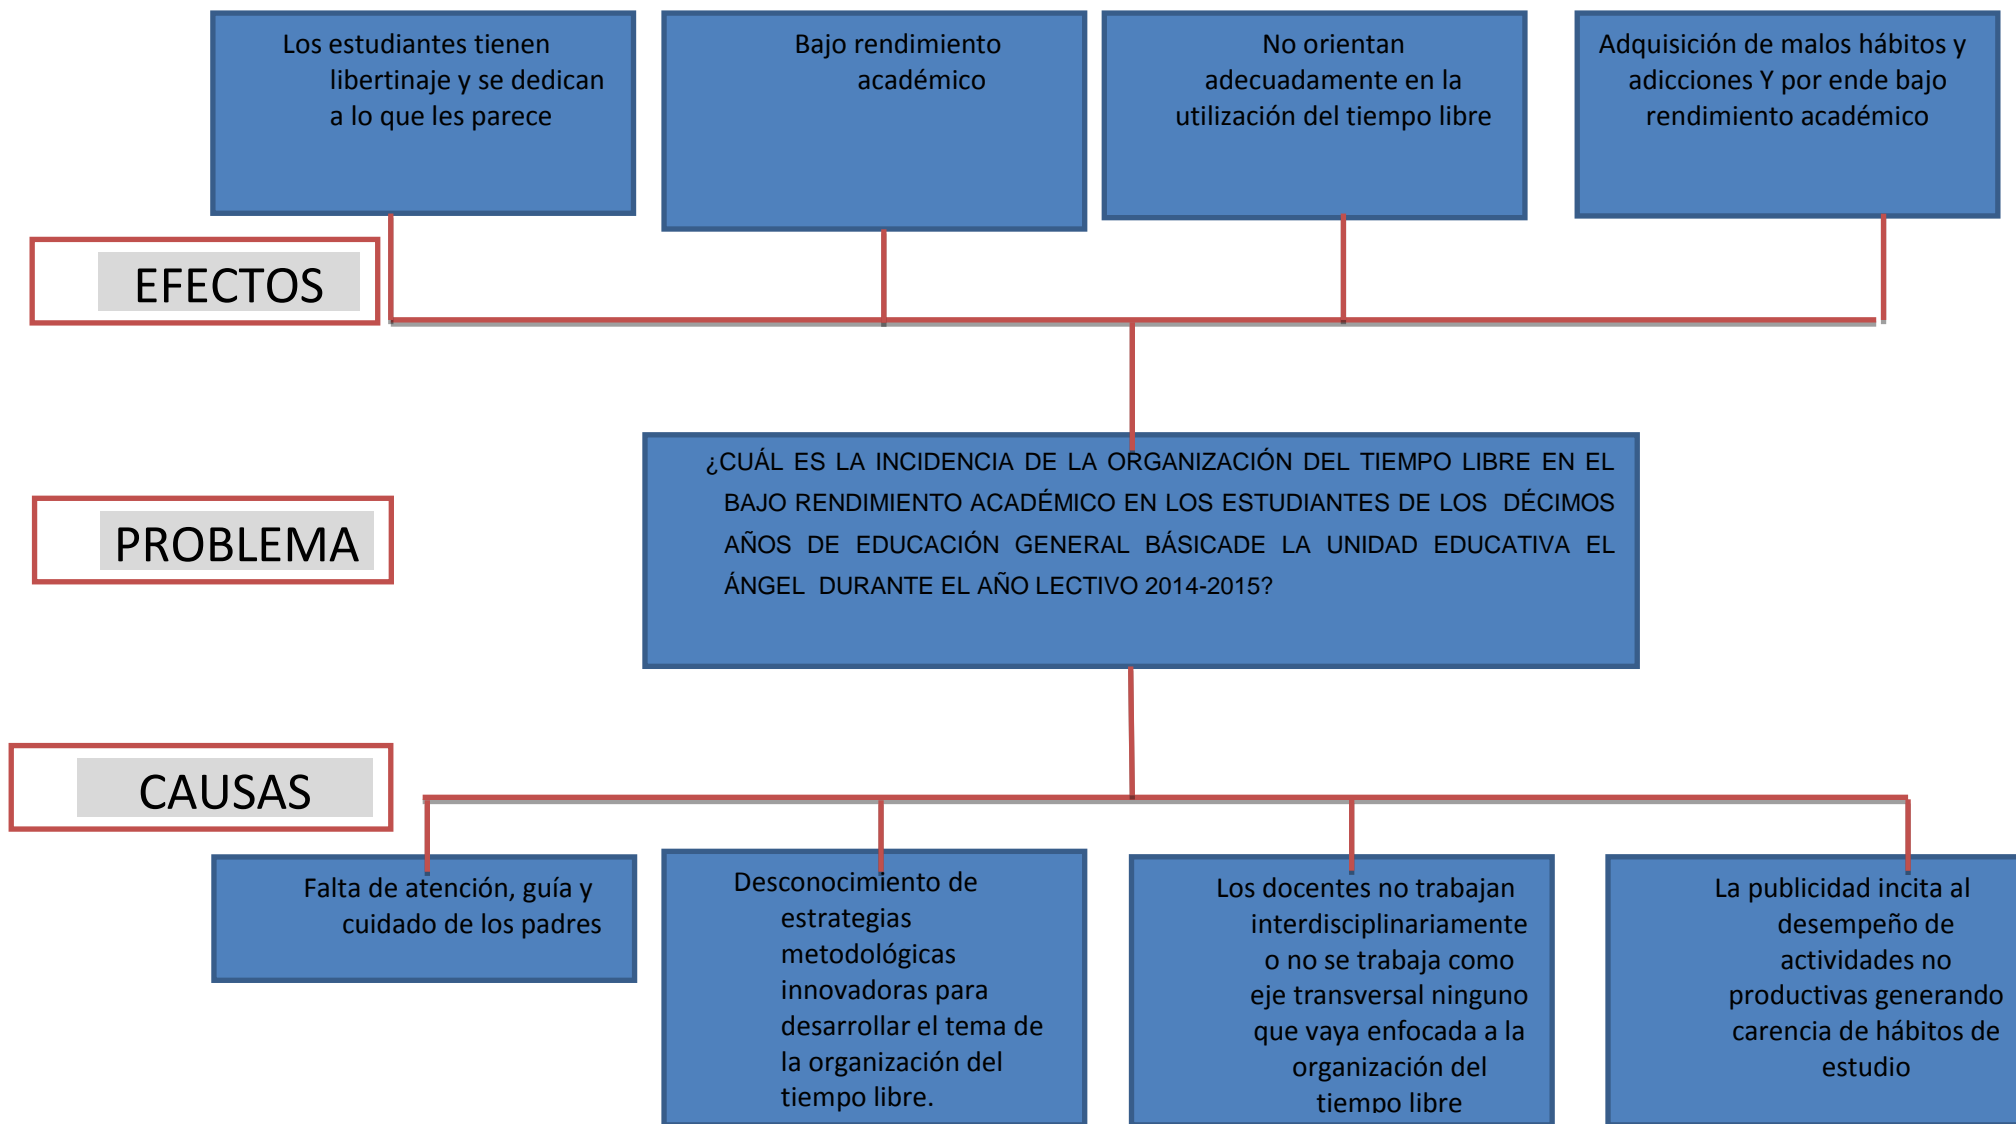 Los estudiantes tienen
libertinaje y se dedican
a lo que les parece
Bajo rendimiento
académico
No orientan
adecuadamente en la
utilización del tiempo libre
Adquisición de malos hábitos y
adicciones Y por ende bajo
rendimiento académico
EFECTOS
¿CUÁL ES LA INCIDENCIA DE LA ORGANIZACIÓN DEL TIEMPO LIBRE EN EL
BAJO RENDIMIENTO ACADÉMICO EN LOS ESTUDIANTES DE LOS DÉCIMOS
AÑOS DE EDUCACIÓN GENERAL BÁSICADE LA UNIDAD EDUCATIVA EL
ÁNGEL DURANTE EL AÑO LECTIVO 2014-2015?
PROBLEMA
CAUSAS
Falta de atención, guía y
cuidado de los padres
Desconocimiento de
estrategias
metodológicas
innovadoras para
desarrollar el tema de
la organización del
tiempo libre.
Los docentes no trabajan
interdisciplinariamente
o no se trabaja como
eje transversal ninguno
que vaya enfocada a la
organización del
tiempo libre
La publicidad incita al
desempeño de
actividades no
productivas generando
carencia de hábitos de
estudio